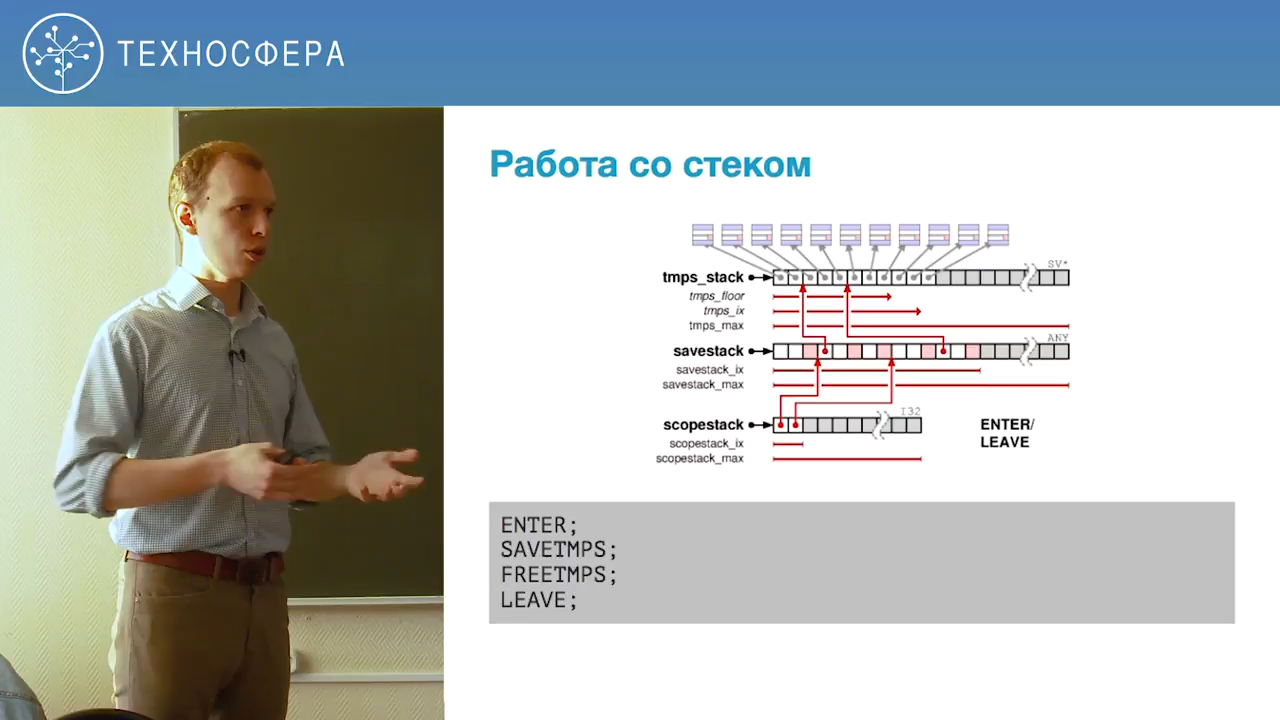 ТЕХНОСФЕРА
Работа со стеком
SV*
tmps_stack
tmps_floor
tmps_ix
tmps_max
ANY
savestack
savestack_ix
savestack_max
I32
scopestack
scopestack_ix
scopestack_max
ENTER/
LEAVE
ENTER;
SAVETMPS;
FREETMPS;
LEAVE;